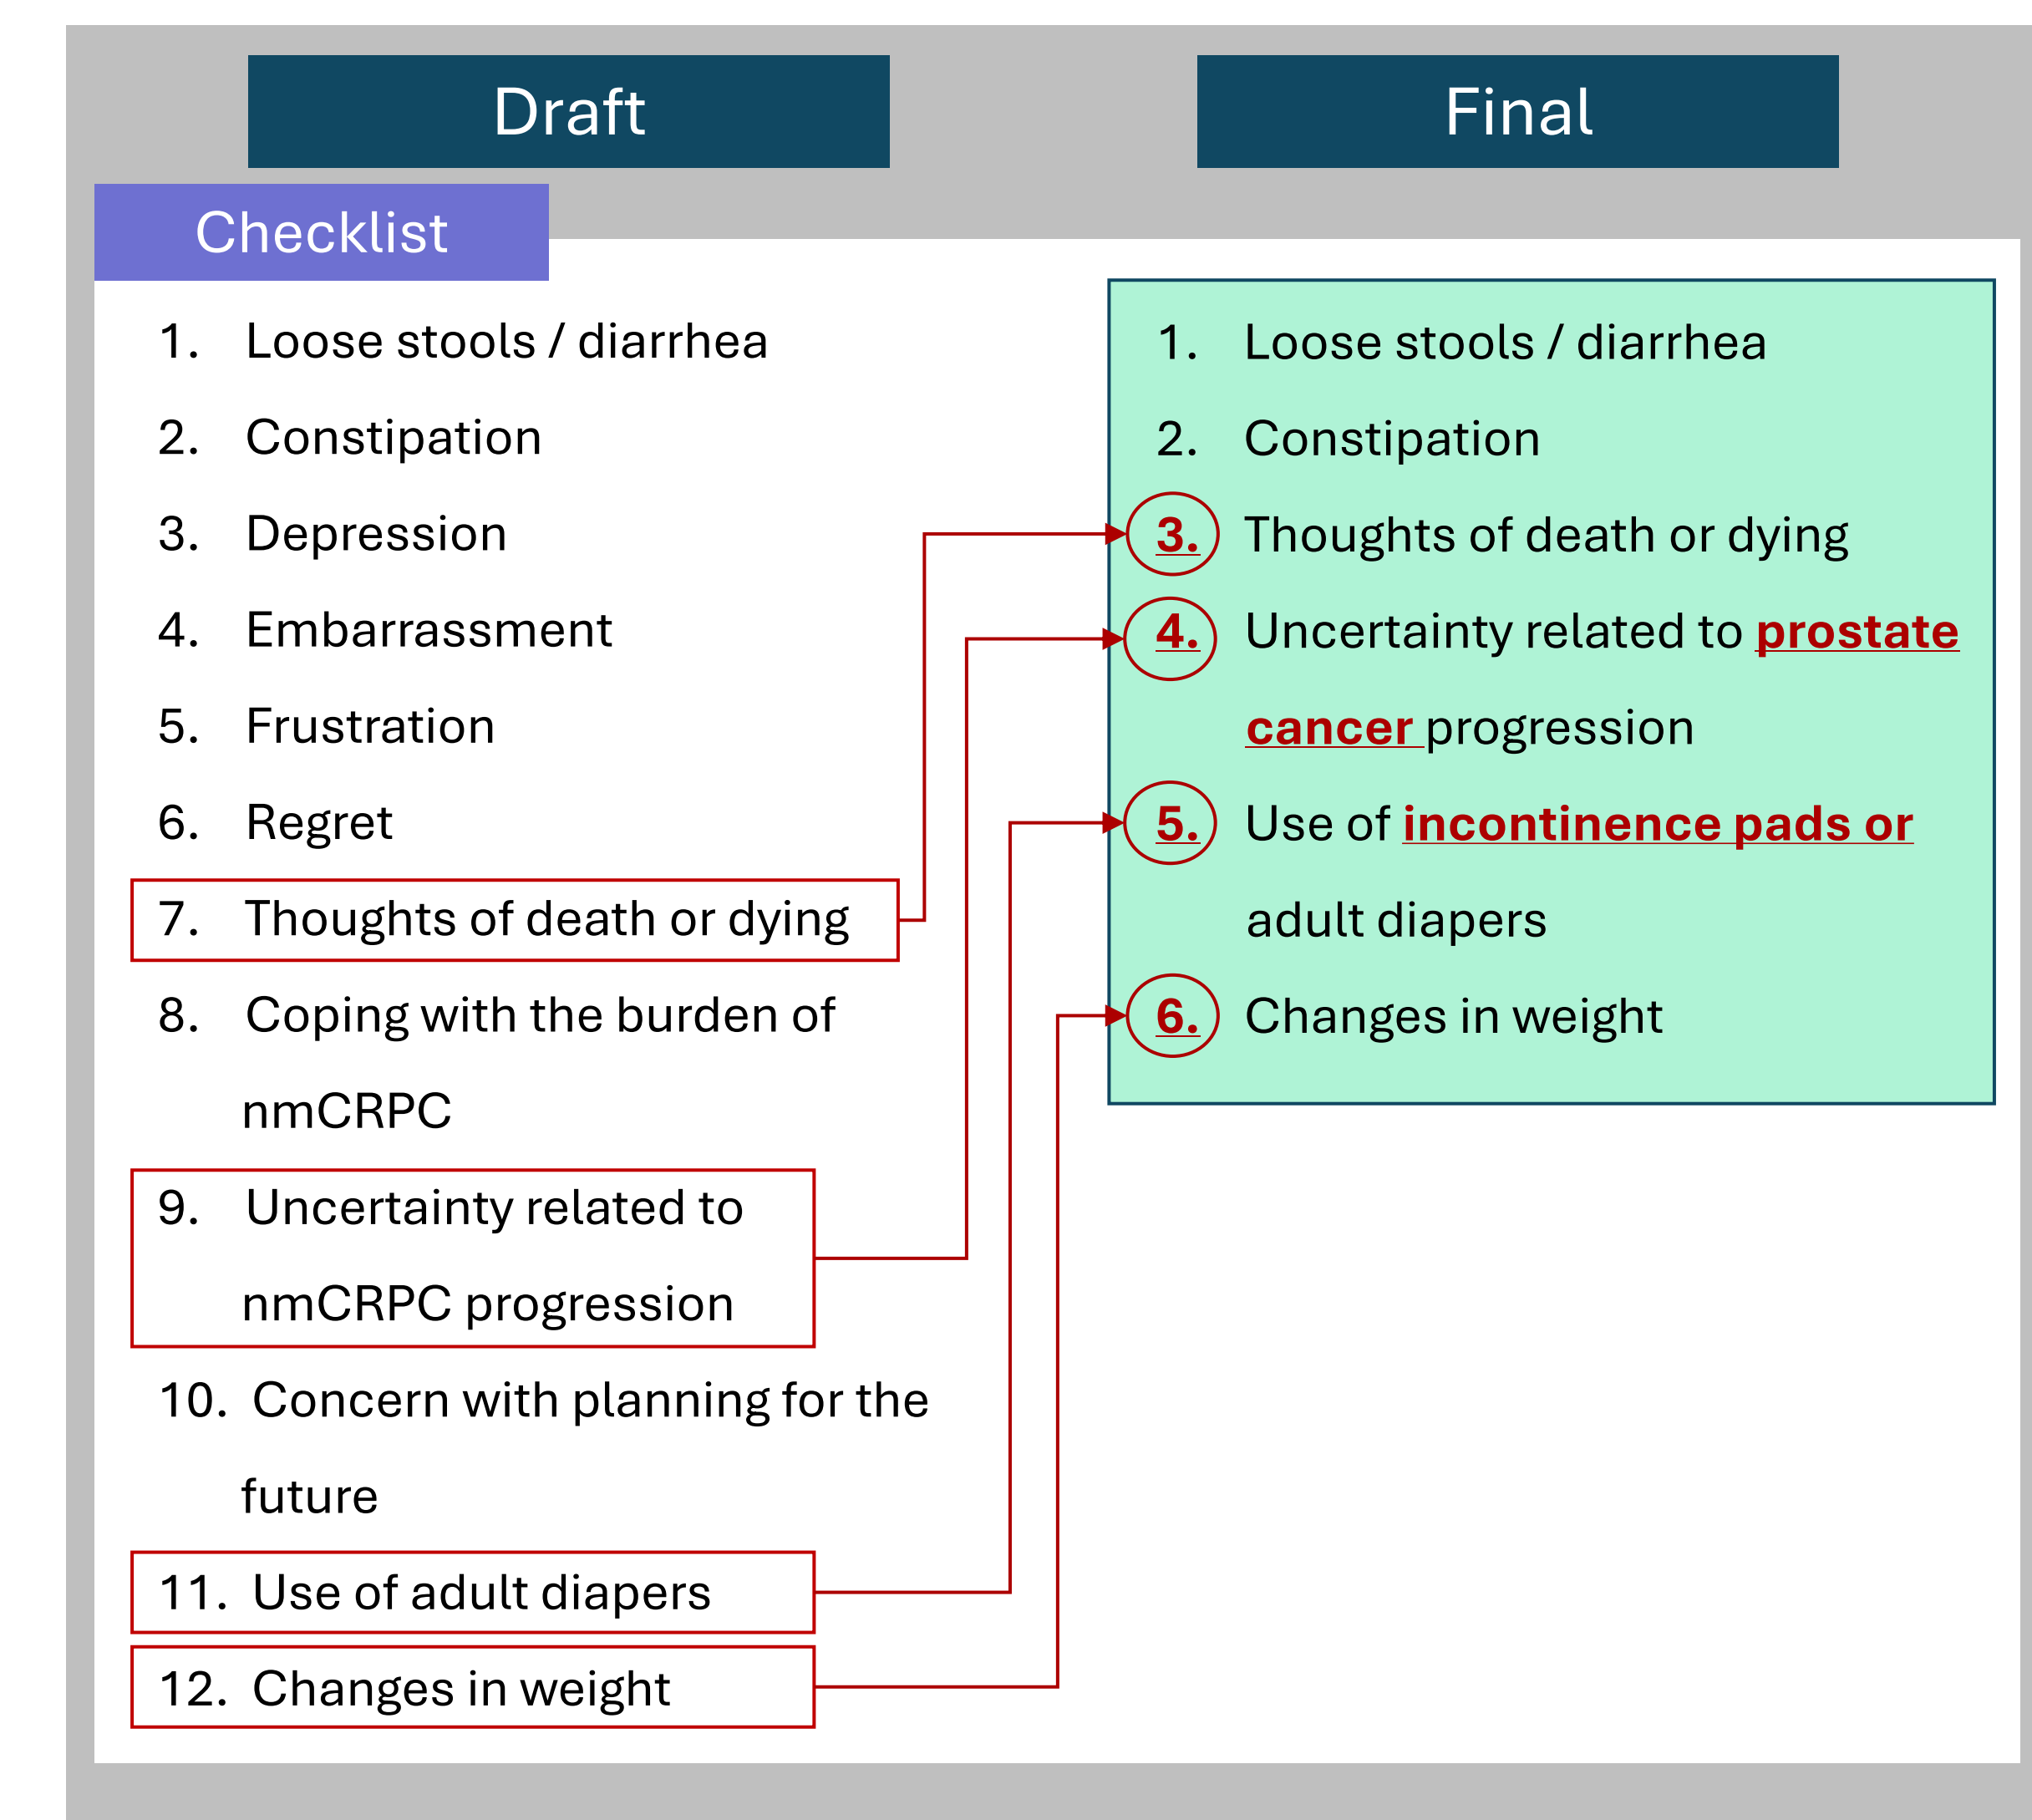 Draft
Final
Checklist
1. Loose stools / diarrhea
2. Constipation
3. Depression
4. Embarrassment
5. Frustration
6. Regret
7. Thoughts of death or dying
8. Coping with the burden of
nmCRPC
9. Uncertainty related to
nmCRPC progression
10. Concern with planning for the
future
11. Use of adult diapers
12. Changes in weight
1. Loose stools / diarrhea
2. Constipation
3. Thoughts of death or dying
4. Uncertainty related to prostate
cancer progression
5. Use of incontinence pads or
adult diapers
6. Changes in weight